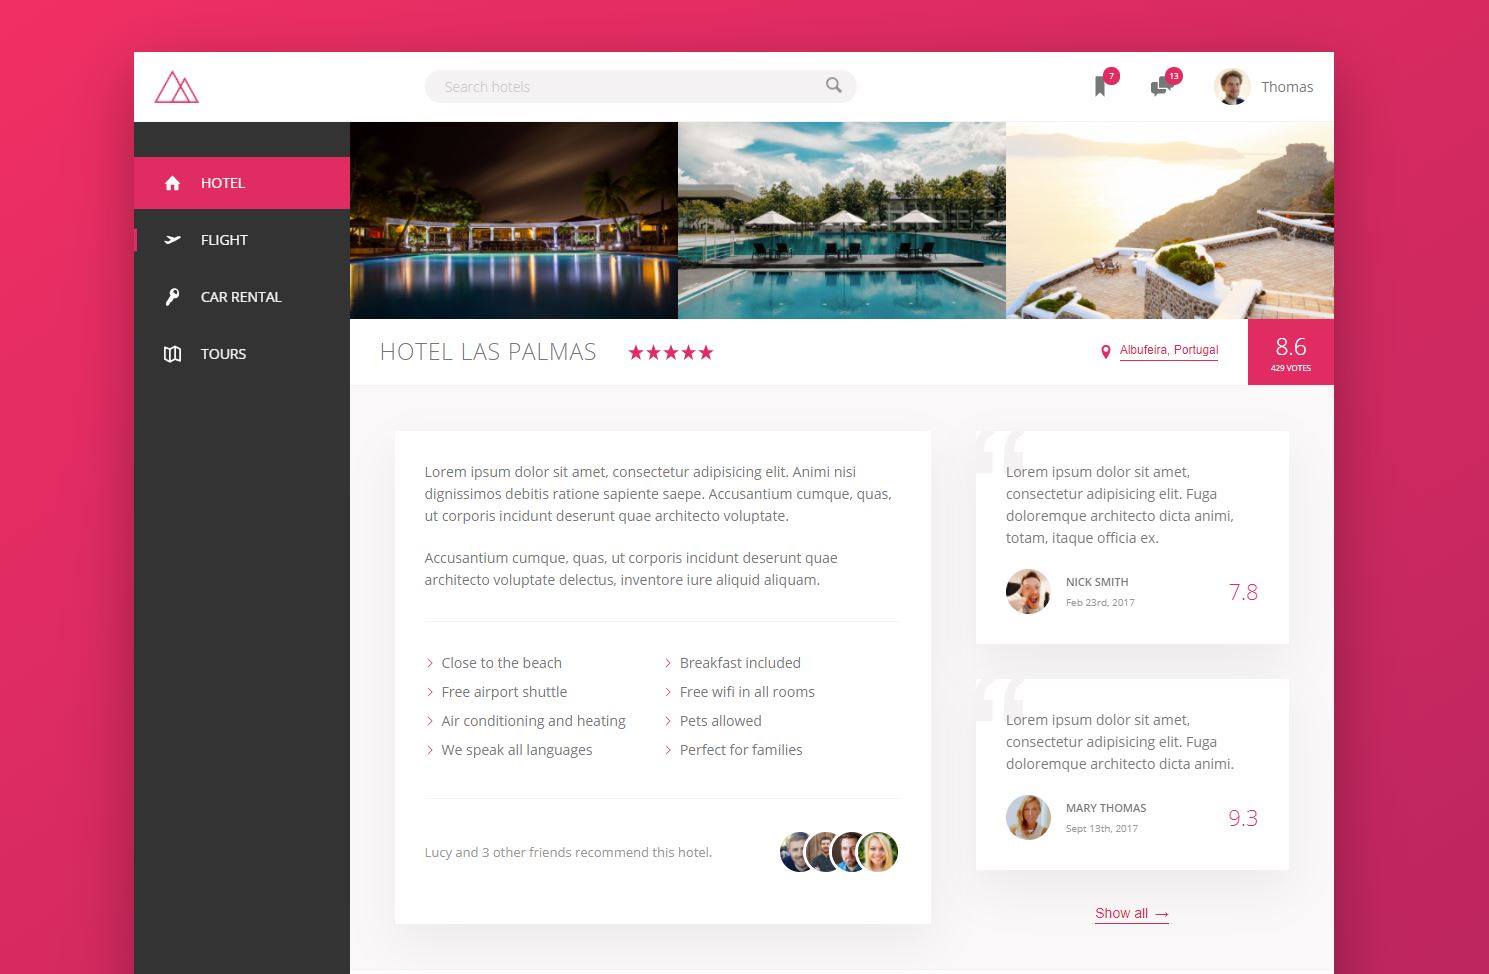 Search hotels
7
13
Thomas
HOTEL
FLIGHT
CAR RENTAL
TOURS
HOTEL LAS PALMAS
Albufeira, Portugal
8.6
429 VOTES
Lorem ipsum dolor sit amet, consectetur adipisicing elit. Animi nisi
dignissimos debitis ratione sapiente saepe. Accusantium cumque, quas,
ut corporis incidunt deserunt quae architecto voluptate.
Accusantium cumque, quas, ut corporis incidunt deserunt quae
architecto voluptate delectus, inventore iure aliquid aliquam.
Close to the beach
Free airport shuttle
Air conditioning and heating
We speak all languages
Breakfast included
Free wifi in all rooms
Pets allowed
Perfect for families
Lucy and 3 other friends recommend this hotel.
“
Lorem ipsum dolor sit amet,
consectetur adipisicing elit. Fuga
doloremque architecto dicta animi,
totam, itaque officia ex.
NICK SMITH
Feb 23rd, 2017
7.8
“
Lorem ipsum dolor sit amet,
consectetur adipisicing elit. Fuga
doloremque architecto dicta animi.
MARY THOMAS
Sept 13th, 2017
9.3
Show all →